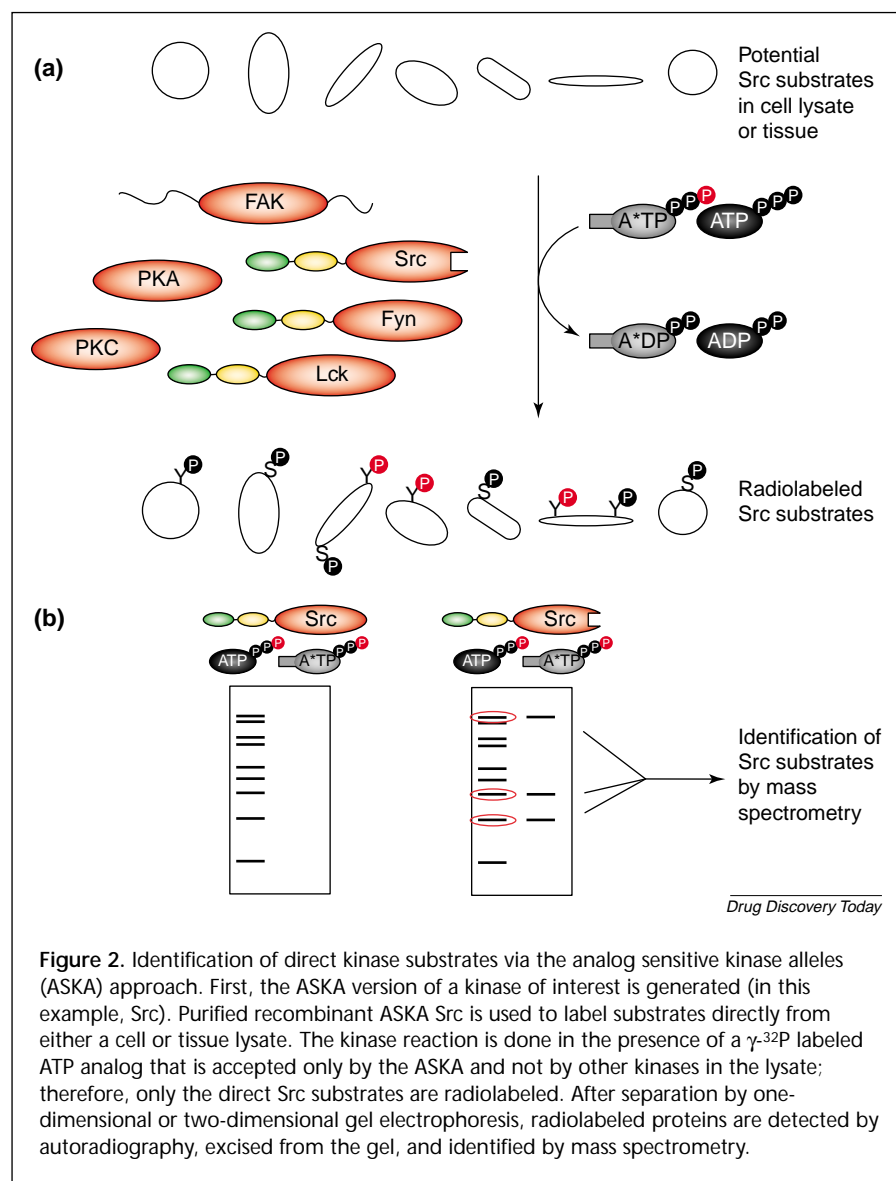 (a)
Potential
Src substrates
in cell lysate
or tissue
FAK
P P P P P P
A*TP ATP
Src
PKA
Fyn
P P P P
A*DP ADP
PKC
Lck
P P P P P P P P
Y S Y Y S Y Y S
Radiolabeled
Src substrates
S
P
(b)
Src Src
P P P P P P P P P P P P
ATP A*TP ATP A*TP
Identification of
Src substrates
by mass
spectrometry
Drug Discovery Today
Figure 2. Identification of direct kinase substrates via the analog sensitive kinase alleles
(ASKA) approach. First, the ASKA version of a kinase of interest is generated (in this
example, Src). Purified recombinant ASKA Src is used to label substrates directly from
either a cell or tissue lysate. The kinase reaction is done in the presence of a γ-³²P labeled
ATP analog that is accepted only by the ASKA and not by other kinases in the lysate;
therefore, only the direct Src substrates are radiolabeled. After separation by one-
dimensional or two-dimensional gel electrophoresis, radiolabeled proteins are detected by
autoradiography, excised from the gel, and identified by mass spectrometry.